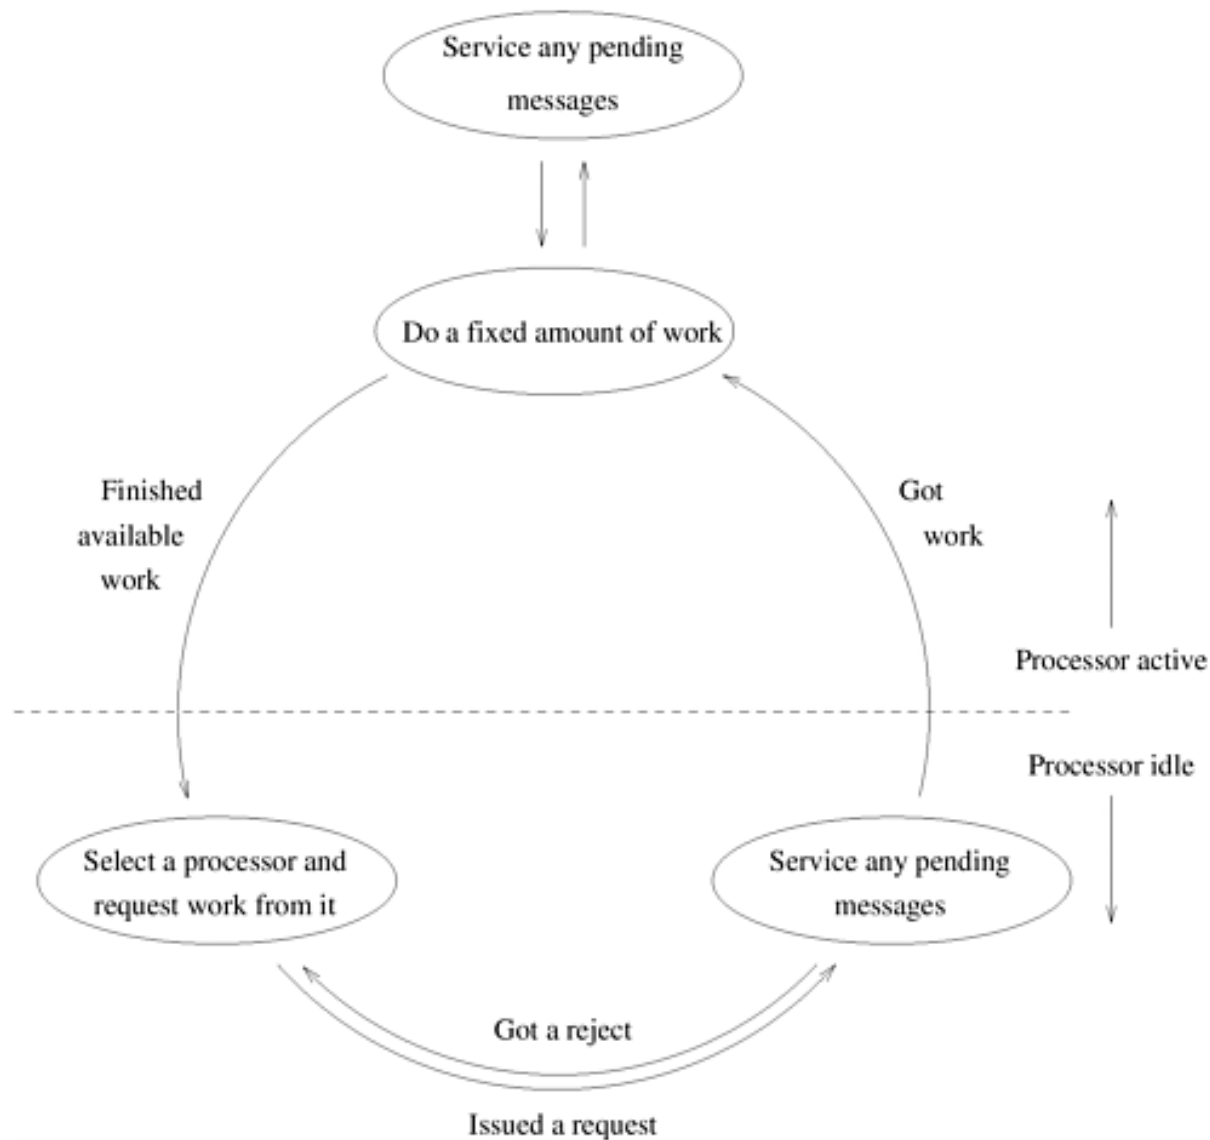 Service any pending
messages
Do a fixed amount of work
Finished
available
work
Got
work
Processor active
Processor idle
Select a processor and
request work from it
Service any pending
messages
Got a reject
Issued a request